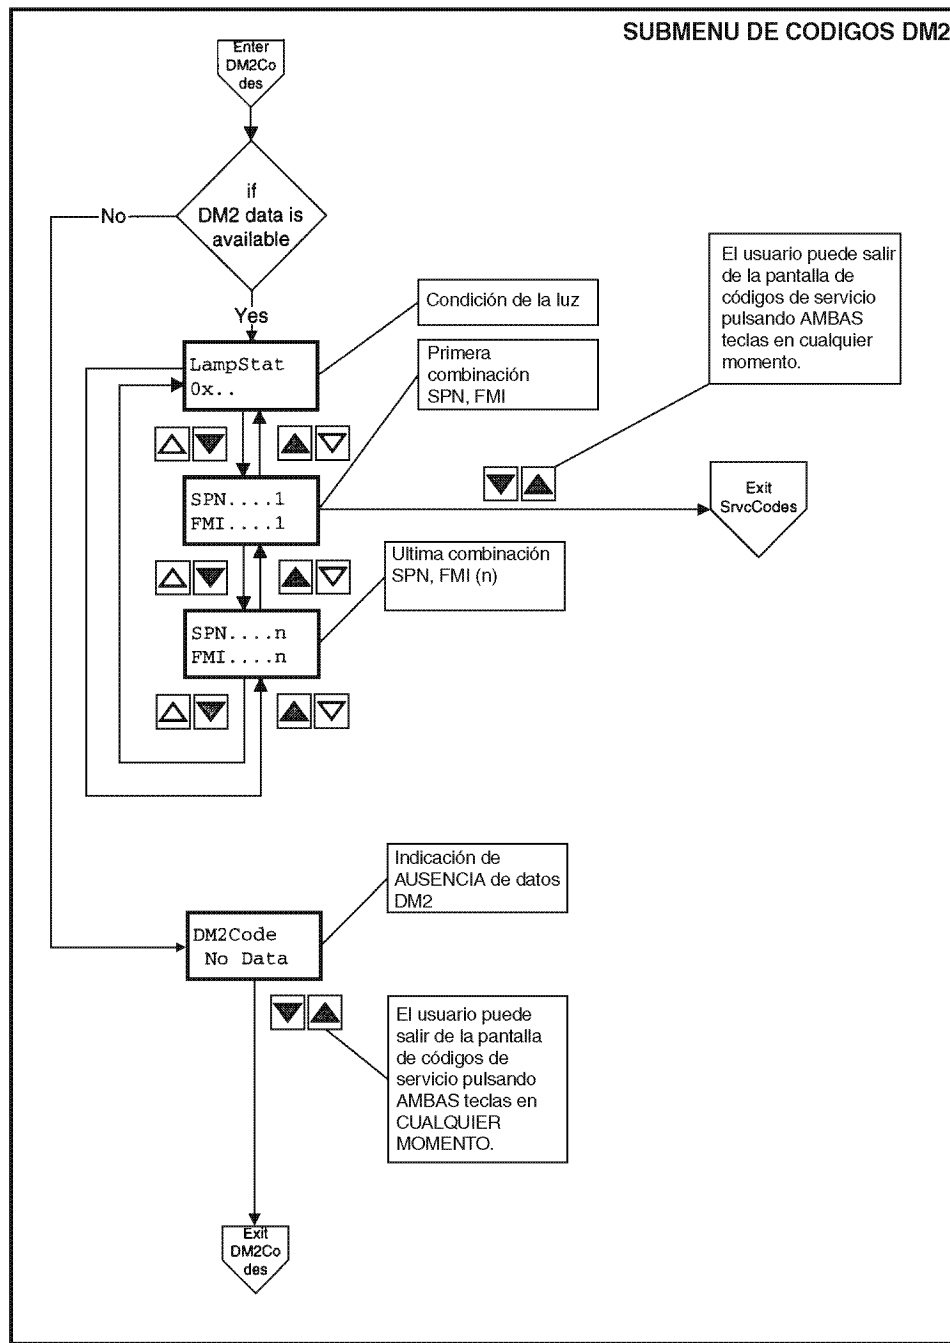 SUBMENU DE CODIGOS DM2
Enter
DM2Co
des
if
DM2 data is
available
No
Yes
El usuario puede salir
de la pantalla de
códigos de servicio
pulsando AMBAS
teclas en cualquier
momento.
Condición de la luz
LampStat
0x..
Primera
combinación
SPN, FMI
SPN....1
FMI....1
Exit
SrvcCodes
Ultima combinación
SPN, FMI (n)
SPN....n
FMI....n
Indicación de
AUSENCIA de datos
DM2
DM2Code
No Data
El usuario puede
salir de la pantalla
de códigos de
servicio pulsando
AMBAS teclas en
CUALQUIER
MOMENTO.
Exit
DM2Co
des